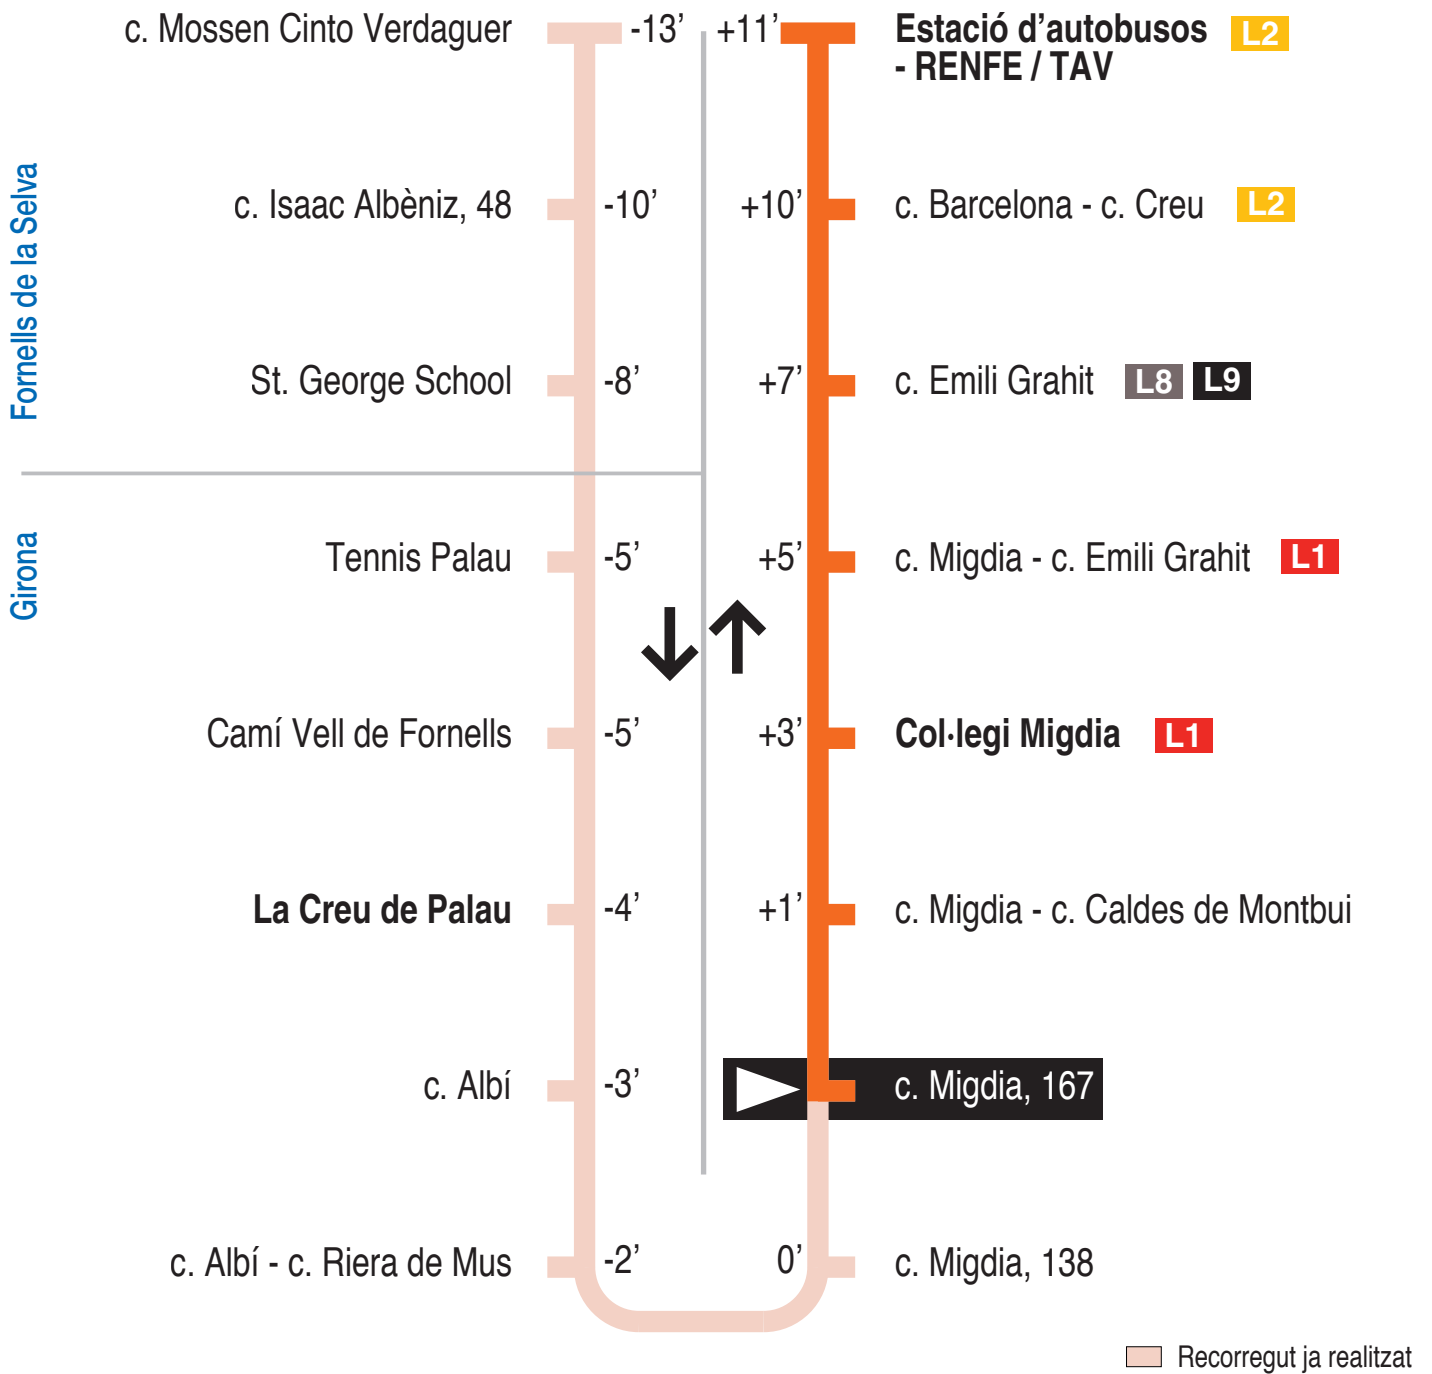 c. Mossen Cinto Verdaguer -13’ +11’ Estació d’autobusos L2
- RENFE / TAV
Fornells de la Selva
c. Isaac Albèniz, 48 -10’ +10’ c. Barcelona - c. Creu L2
St. George School -8’ +7’ c. Emili Grahit L8 L9
Girona
Tennis Palau -5’ +5’ c. Migdia - c. Emili Grahit L1
Camí Vell de Fornells -5’ +3’ Col·legi Migdia L1
La Creu de Palau -4’ +1’ c. Migdia - c. Caldes de Montbui
c. Albí -3’ c. Migdia, 167
c. Albí - c. Riera de Mus -2’ 0’ c. Migdia, 138
Recorregut ja realitzat